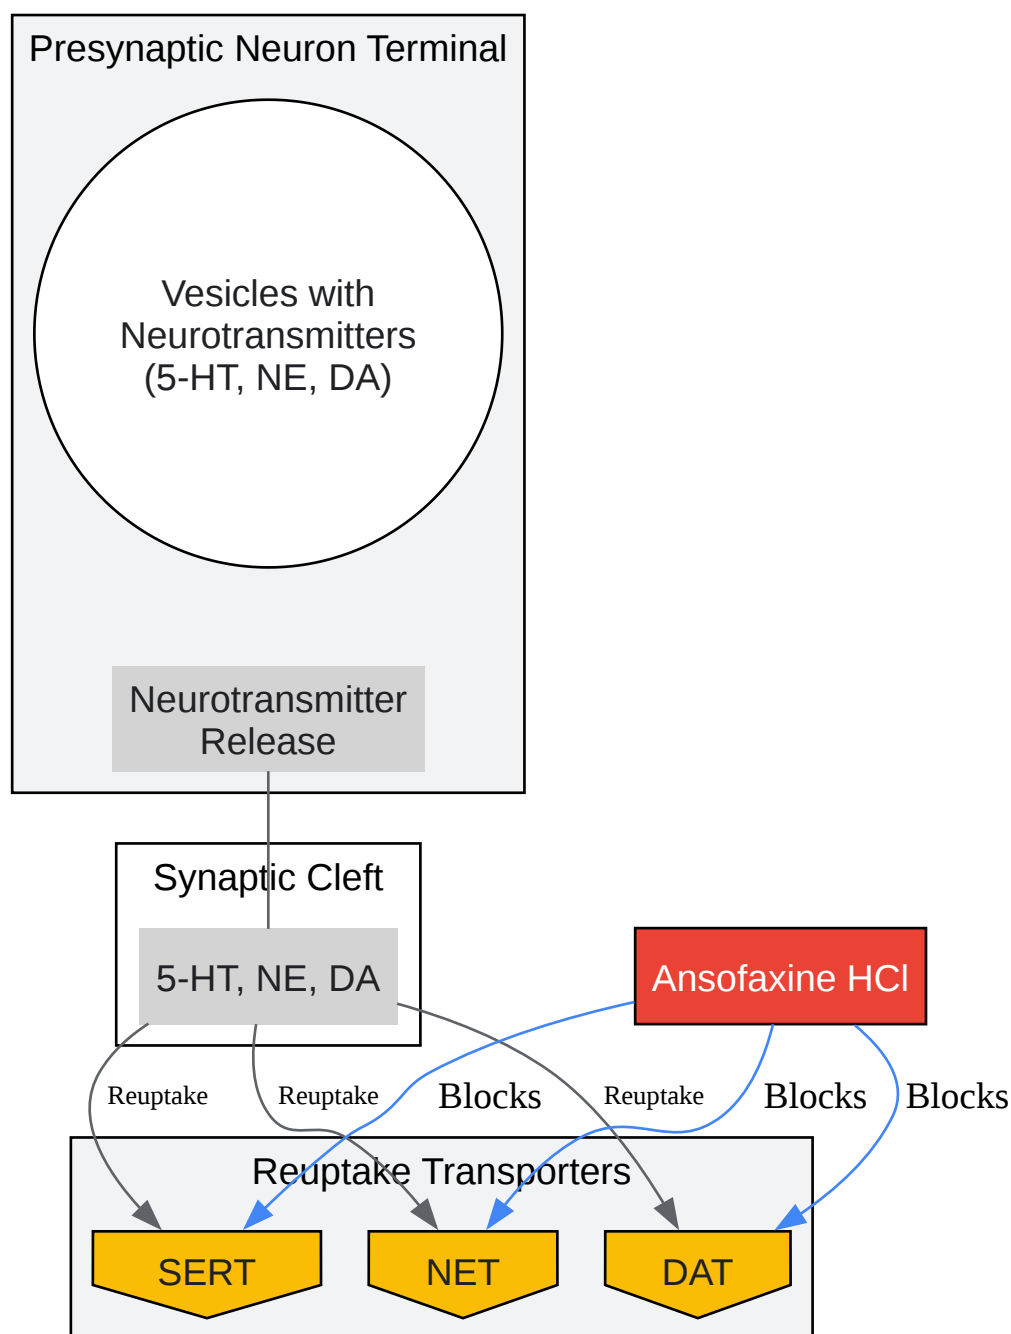 Presynaptic Neuron Terminal
Vesicles with
Neurotransmitters
(5-HT, NE, DA)
Neurotransmitter
Release
Synaptic Cleft
5-HT, NE, DA
Ansofaxine HCl
Reuptake
Reuptake
Blocks
Reuptake
Blocks
Blocks
Reuptake Transporters
SERT
NET
DAT